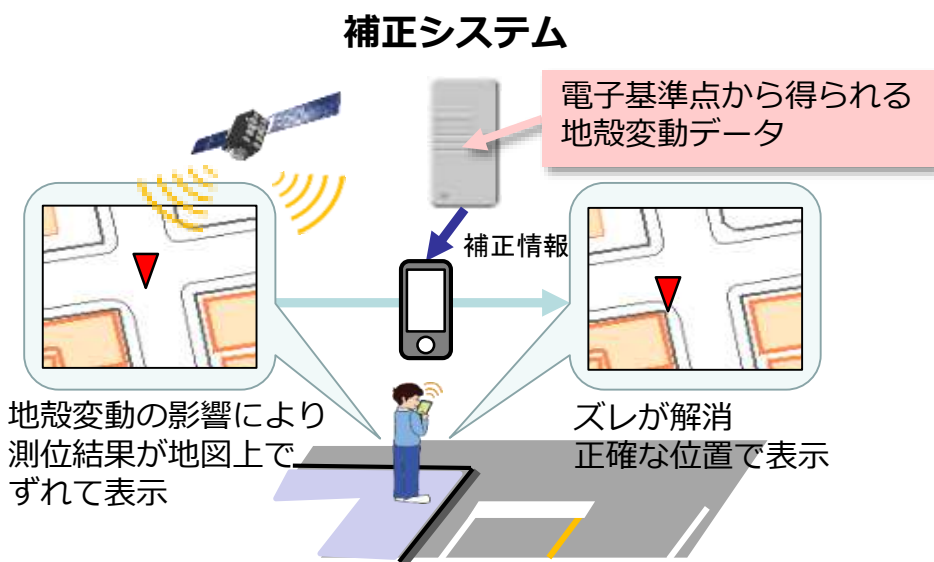 補正システム
電子基準点から得られる
地殻変動データ
補正情報
地殻変動の影響により
測位結果が地図上で
ずれて表示
ズレが解消
正確な位置で表示